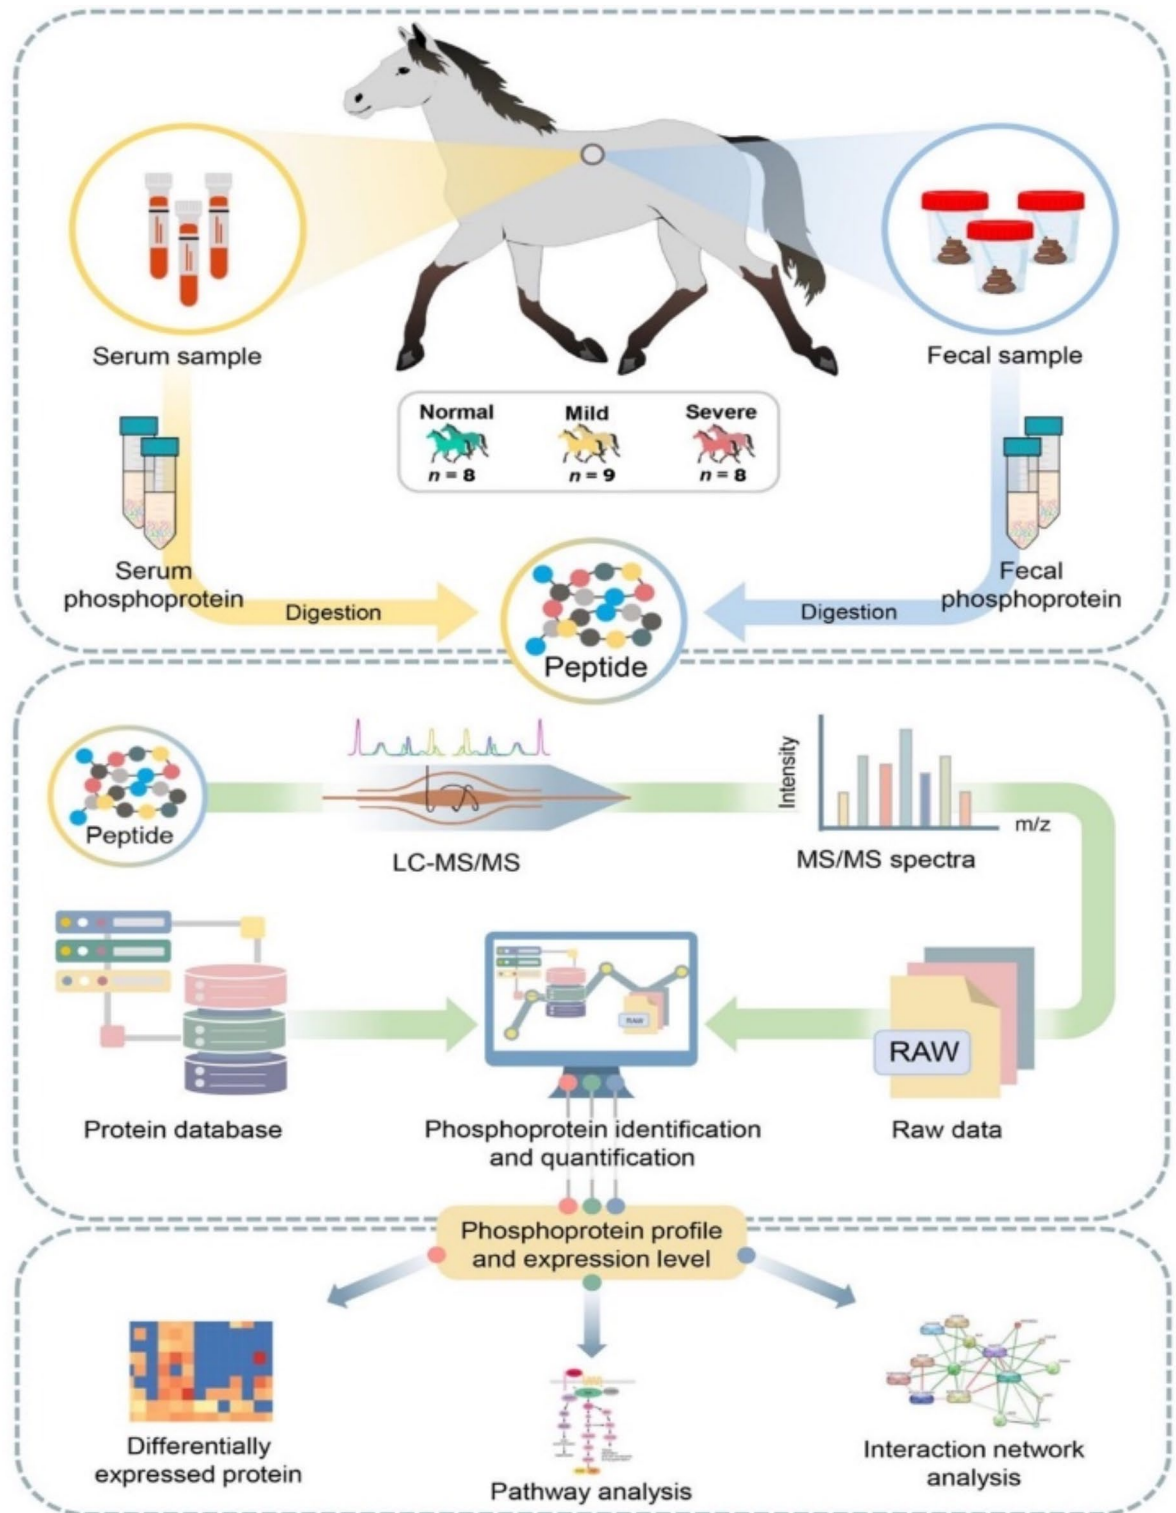 Serum sample
Fecal sample
Normal Mild Severe
n = 8 n = 9 n = 8
Serum
phosphoprotein
Fecal
phosphoprotein
Digestion
Digestion
Peptide
Peptide
LC-MS/MS
Intensity
m/z
MS/MS spectra
RAW
RAW
Protein database
Phosphoprotein identification
and quantification
Raw data
Phosphoprotein profile
and expression level
Differentially
expressed protein
Pathway analysis
Interaction network
analysis